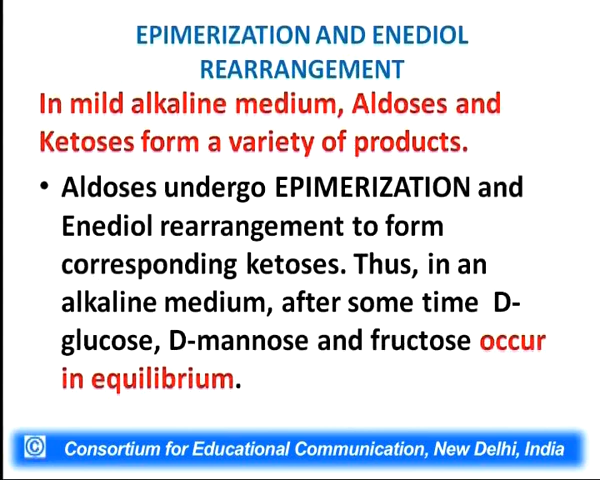 EPIMERIZATION AND ENEDIOL
REARRANGEMENT
In mild alkaline medium, Aldoses and
Ketoses form a variety of products.
• Aldoses undergo EPIMERIZATION and
Enediol rearrangement to form
corresponding ketoses. Thus, in an
alkaline medium, after some time D-
glucose, D-mannose and fructose occur
in equilibrium.
© Consortium for Educational Communication, New Delhi, India